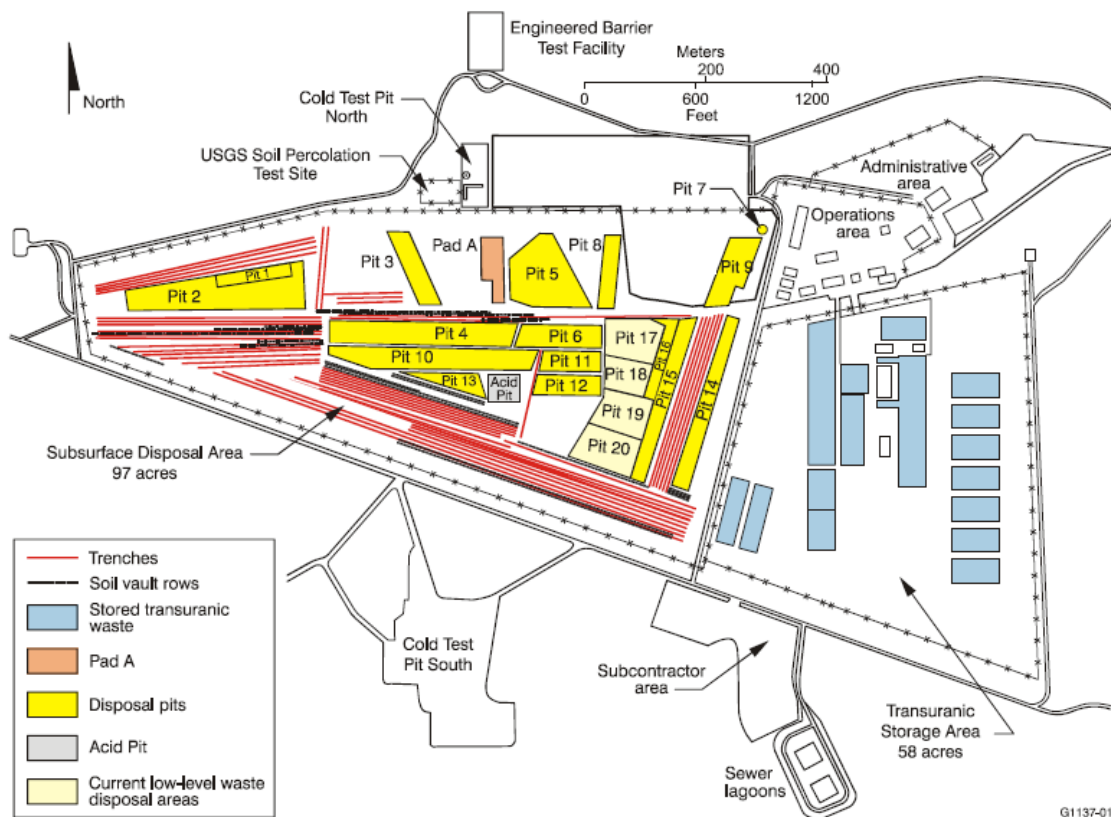 Engineered Barrier
Test Facility
Meters
200 400
0 600 1200
Feet
North
Cold Test Pit
North
USGS Soil Percolation
Test Site
Administrative
area
Pit 7
Operations
area
Pad A
Pit 8
Pit 3
Pit 5
Pit 9
Pit 1
Pit 2
Pit 4
Pit 6
Pit 17
Pit 16
Pit 10
Pit 11
Pit 18
Pit 15
Pit 14
Pit 13
Acid
Pit
Pit 12
Pit 19
Pit 20
Subsurface Disposal Area
97 acres
Trenches
Soil vault rows
Stored transuranic
waste
Pad A
Disposal pits
Acid Pit
Current low-level waste
disposal areas
Cold Test
Pit South
Subcontractor
area
Transuranic
Storage Area
58 acres
Sewer
lagoons
G1137-01